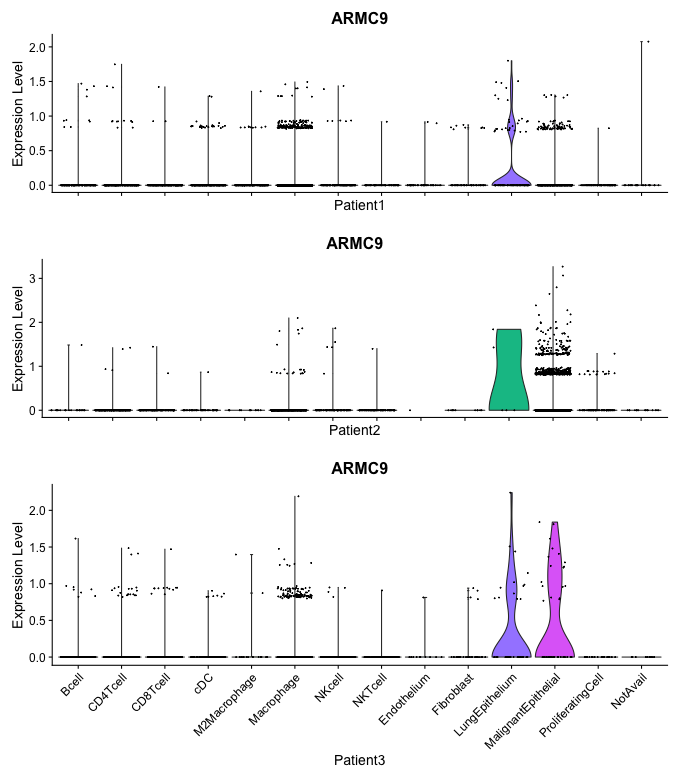 ARMC9
Expression Level
2.0
1.5
1.0
0.5
0.0
Patient1
ARMC9
Expression Level
3
2
1
0
Patient2
ARMC9
Expression Level
2.0
1.5
1.0
0.5
0.0
Bcell
CD4Tcell
CD8Tcell
cDC
M2Macrophage
Macrophage
NKcell
NKTcell
Endothelium
Fibroblast
LungEpithelium
MalignantEpithelial
ProliferatingCell
NotAvail
Patient3